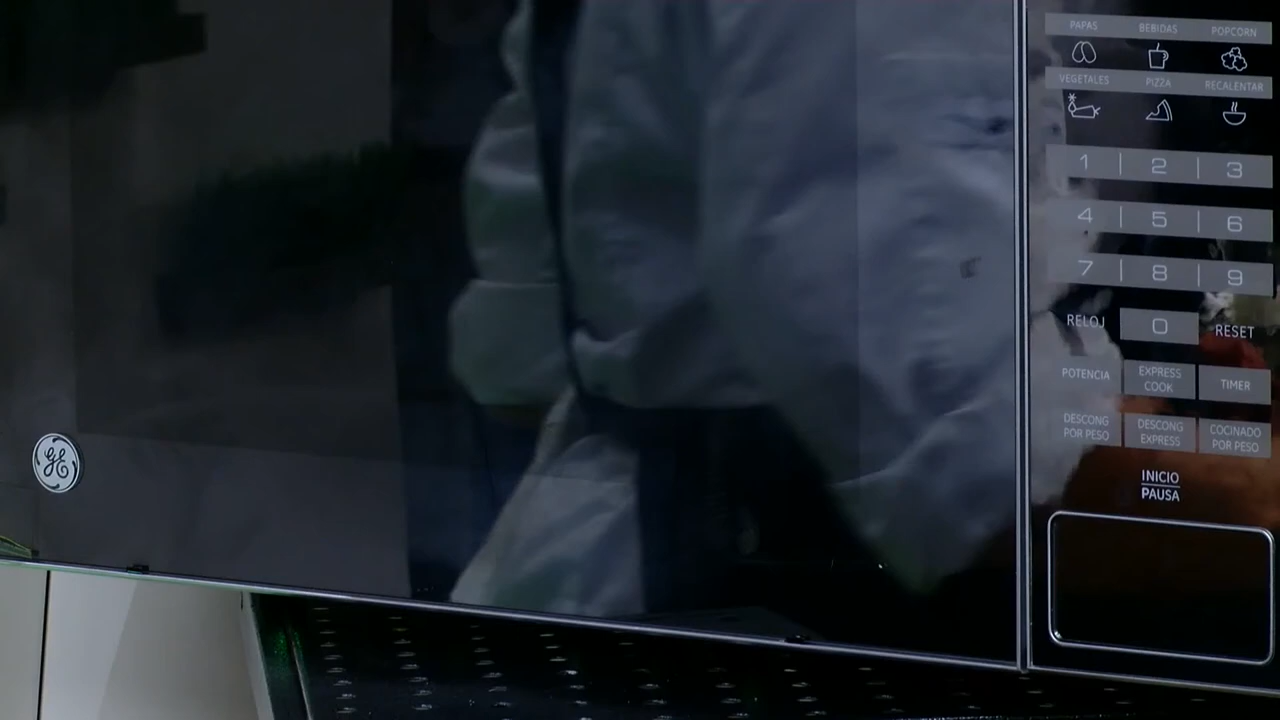 PAPAS BEBIDAS POPCORN
VEGETALES PIZZA RECALENTAR
1 | 2 | 3
4 | 5 | 6
7 | 8 | 9
RELOJ 0 RESET
POTENCIA EXPRESS COOK TIMER
DESCONG POR PESO DESCONG EXPRESS COCINADO POR PESO
INICIO
PAUSA
GE